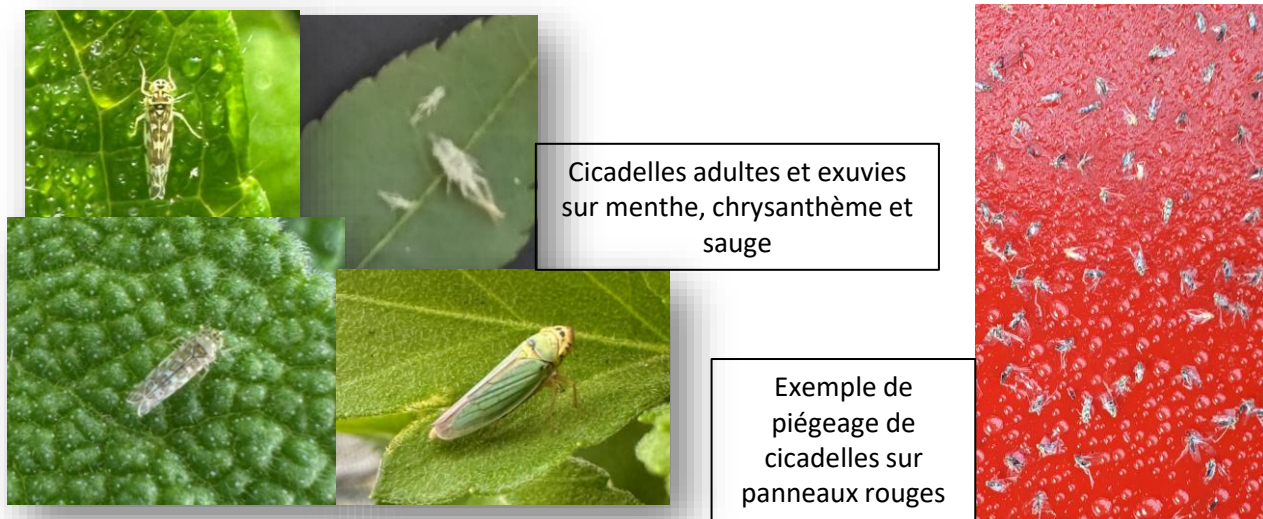 Cicadelles adultes et exuvies
sur menthe, chrysanthème et
sauge
Exemple de
piégeage de
cicadelles sur
panneaux rouges